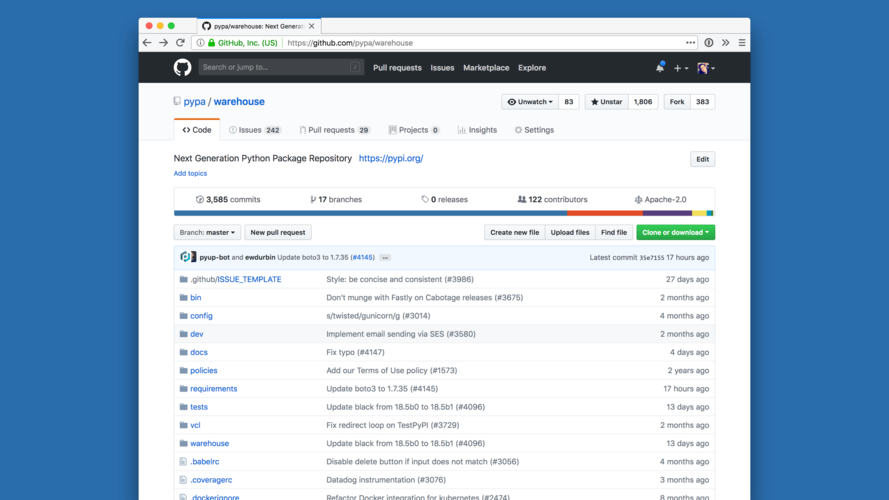 pypa/warehouse: Next Generati
GitHub, Inc. (US) https://github.com/pypa/warehouse
Search or jump to... / Pull requests Issues Marketplace Explore
pypa / warehouse Unwatch 83 Unstar 1,806 Fork 383
Code Issues 242 Pull requests 29 Projects 0 Insights Settings
Next Generation Python Package Repository https://pypi.org/ Edit
Add topics
3,585 commits 17 branches 0 releases 122 contributors Apache-2.0
Branch: master New pull request Create new file Upload files Find file Clone or download
pyup-bot and ewdurbin Update boto3 to 1.7.35 (#4145) ... Latest commit 35e7155 17 hours ago
.github/ISSUE_TEMPLATE Style: be concise and consistent (#3986) 27 days ago
bin Don't munge with Fastly on Cabotage releases (#3675) 2 months ago
config s/twisted/gunicorn/g (#3014) 4 months ago
dev Implement email sending via SES (#3580) 2 months ago
docs Fix typo (#4147) 4 days ago
policies Add our Terms of Use policy (#1573) 2 years ago
requirements Update boto3 to 1.7.35 (#4145) 17 hours ago
tests Update black from 18.5b0 to 18.5b1 (#4096) 13 days ago
vcl Fix redirect loop on TestPyPI (#3729) 2 months ago
warehouse Update black from 18.5b0 to 18.5b1 (#4096) 13 days ago
.babelrc Disable delete button if input does not match (#3056) 4 months ago
.coveragerc Datadog instrumentation (#3076) 3 months ago
.dockerignore Refactor Docker integration for kubernetes (#2474) 8 months ago